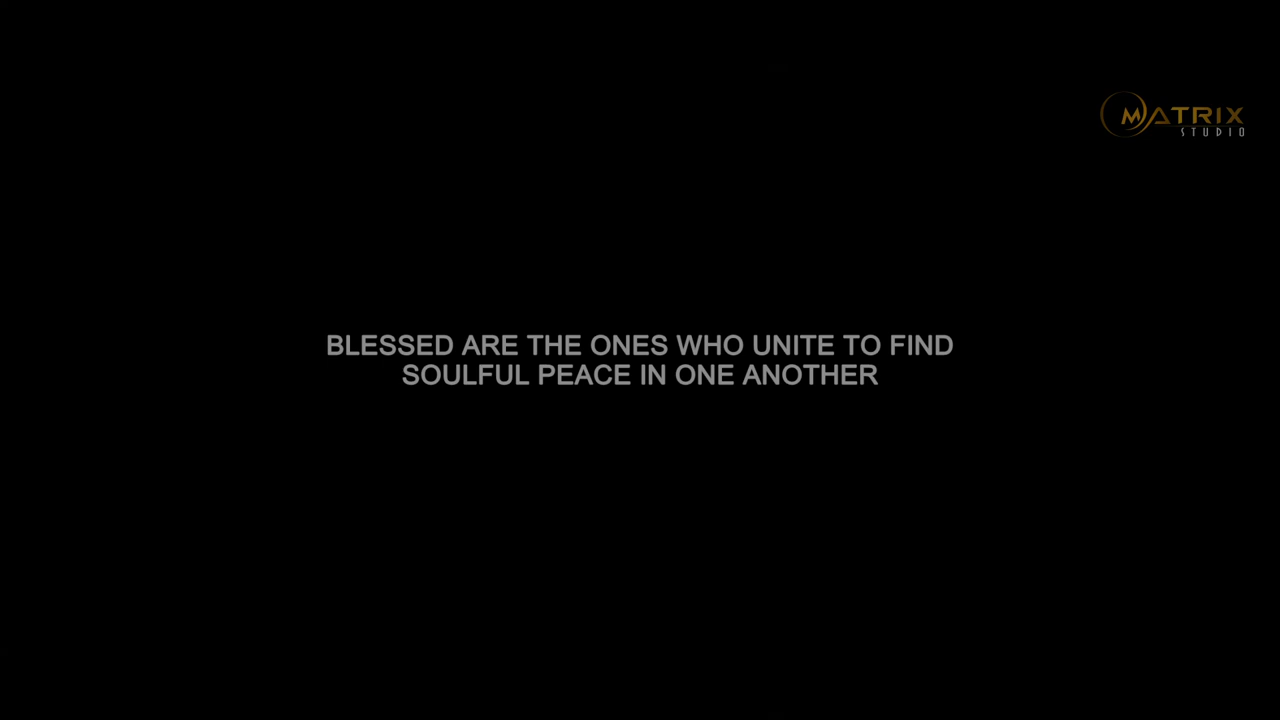 MATRIX
STUDIO
BLESSED ARE THE ONES WHO UNITE TO FIND
SOULFUL PEACE IN ONE ANOTHER